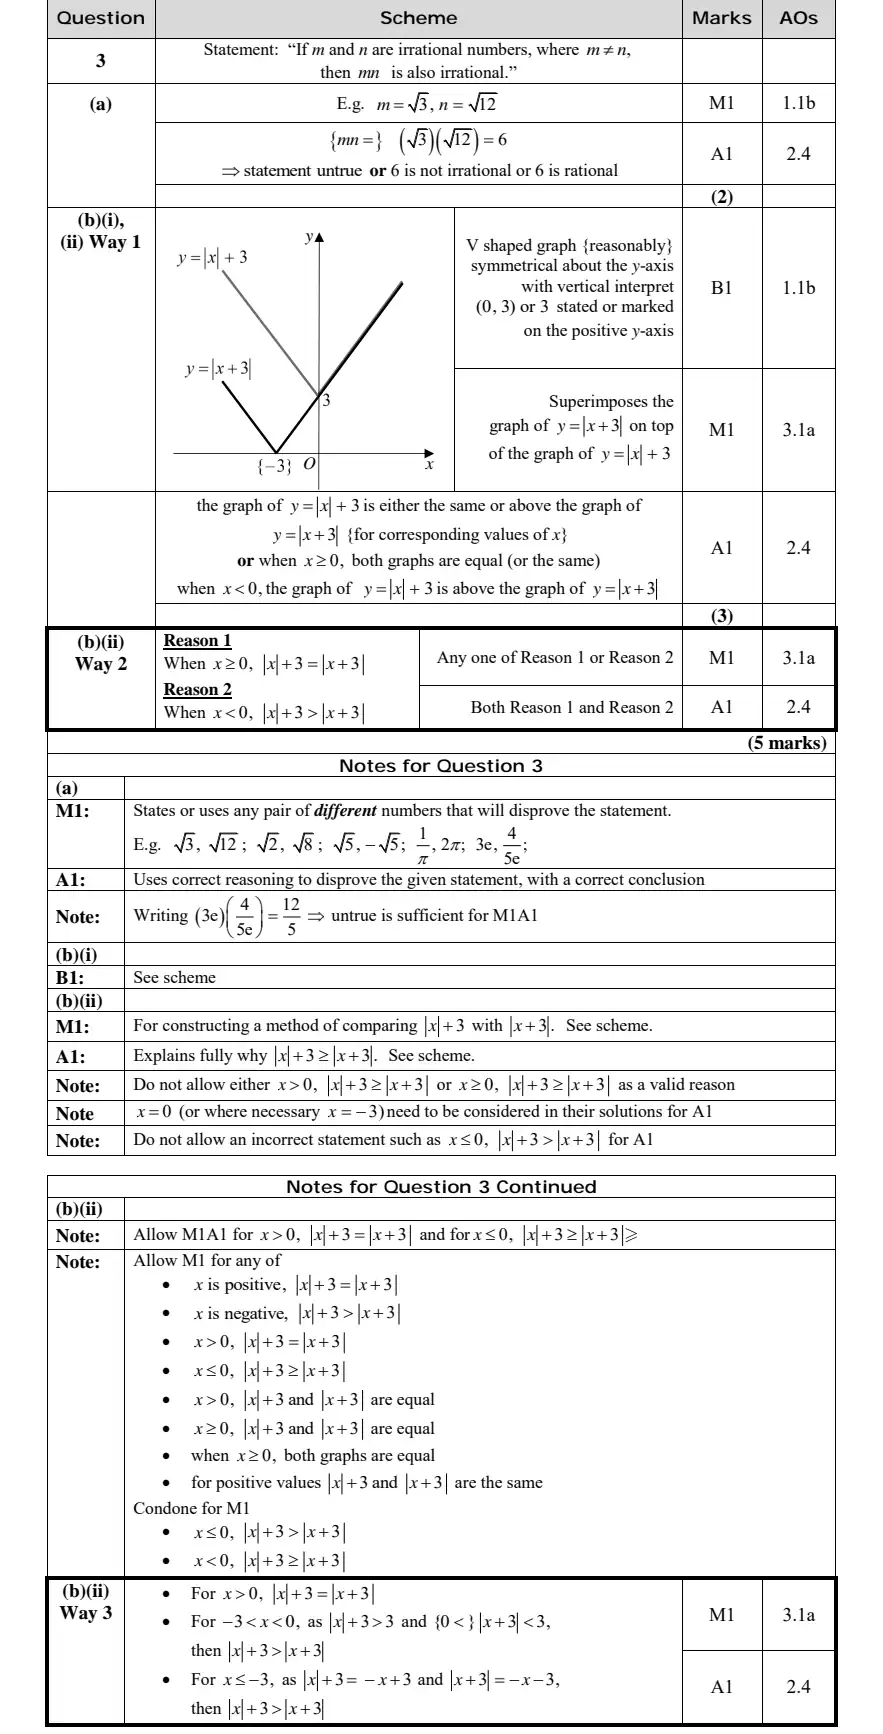 Question Scheme Marks AOs
3 Statement: “If m and n are irrational numbers, where m ≠ n,
then mn is also irrational.”
(a) E.g. m = √3, n = √12 M1 1.1b
{mn =} (√3)(√12) = 6
⇒ statement untrue or 6 is not irrational or 6 is rational A1 2.4
(2)
(b)(i),
(ii) Way 1
y = |x| + 3
y
y = |x + 3|
3
{−3} O x
V shaped graph {reasonably}
symmetrical about the y-axis
with vertical interpret
(0, 3) or 3 stated or marked
on the positive y-axis
B1 1.1b
Superimposes the
graph of y = |x + 3| on top
of the graph of y = |x| + 3
M1 3.1a
the graph of y = |x| + 3 is either the same or above the graph of
y = |x + 3| {for corresponding values of x}
or when x ≥ 0, both graphs are equal (or the same)
when x < 0, the graph of y = |x| + 3 is above the graph of y = |x + 3|
A1 2.4
(3)
(b)(ii)
Way 2
Reason 1
When x ≥ 0, |x| + 3 = |x + 3|
Any one of Reason 1 or Reason 2 M1 3.1a
Reason 2
When x < 0, |x| + 3 > |x + 3|
Both Reason 1 and Reason 2 A1 2.4
(5 marks)
Notes for Question 3
(a)
M1: States or uses any pair of different numbers that will disprove the statement.
E.g. √3, √12 ; √2, √8 ; √5, −√5; 1/π, 2π; 3e, 4/5e;
A1: Uses correct reasoning to disprove the given statement, with a correct conclusion
Note: Writing (3e)(4/5e) = 12/5 ⇒ untrue is sufficient for M1A1
(b)(i)
B1: See scheme
(b)(ii)
M1: For constructing a method of comparing |x| + 3 with |x + 3|. See scheme.
A1: Explains fully why |x| + 3 ≥ |x + 3|. See scheme.
Note: Do not allow either x > 0, |x| + 3 ≥ |x + 3| or x ≥ 0, |x| + 3 ≥ |x + 3| as a valid reason
Note x = 0 (or where necessary x = −3) need to be considered in their solutions for A1
Note: Do not allow an incorrect statement such as x ≤ 0, |x| + 3 > |x + 3| for A1
Notes for Question 3 Continued
(b)(ii)
Note: Allow M1A1 for x > 0, |x| + 3 = |x + 3| and for x ≤ 0, |x| + 3 ≥ |x + 3| ⩾
Note: Allow M1 for any of
• x is positive, |x| + 3 = |x + 3|
• x is negative, |x| + 3 > |x + 3|
• x > 0, |x| + 3 = |x + 3|
• x ≤ 0, |x| + 3 ≥ |x + 3|
• x > 0, |x| + 3 and |x + 3| are equal
• x ≥ 0, |x| + 3 and |x + 3| are equal
• when x ≥ 0, both graphs are equal
• for positive values |x| + 3 and |x + 3| are the same
Condone for M1
• x ≤ 0, |x| + 3 > |x + 3|
• x < 0, |x| + 3 ≥ |x + 3|
(b)(ii)
Way 3
• For x > 0, |x| + 3 = |x + 3|
• For −3 < x < 0, as |x| + 3 > 3 and {0 <} |x + 3| < 3,
then |x| + 3 > |x + 3|
M1 3.1a
• For x ≤ −3, as |x| + 3 = −x + 3 and |x + 3| = −x − 3,
then |x| + 3 > |x + 3|
A1 2.4